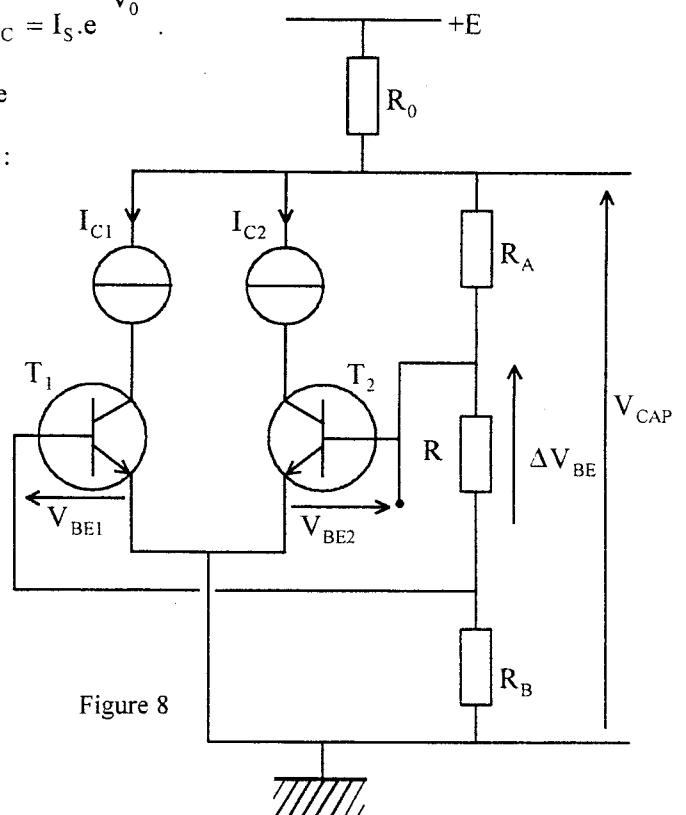 C = I_S.e^V_0 .
e
:
+E
R_0
I_C1
I_C2
R_A
T_1
T_2
R
ΔV_BE
V_CAP
V_BE1
V_BE2
R_B
Figure 8